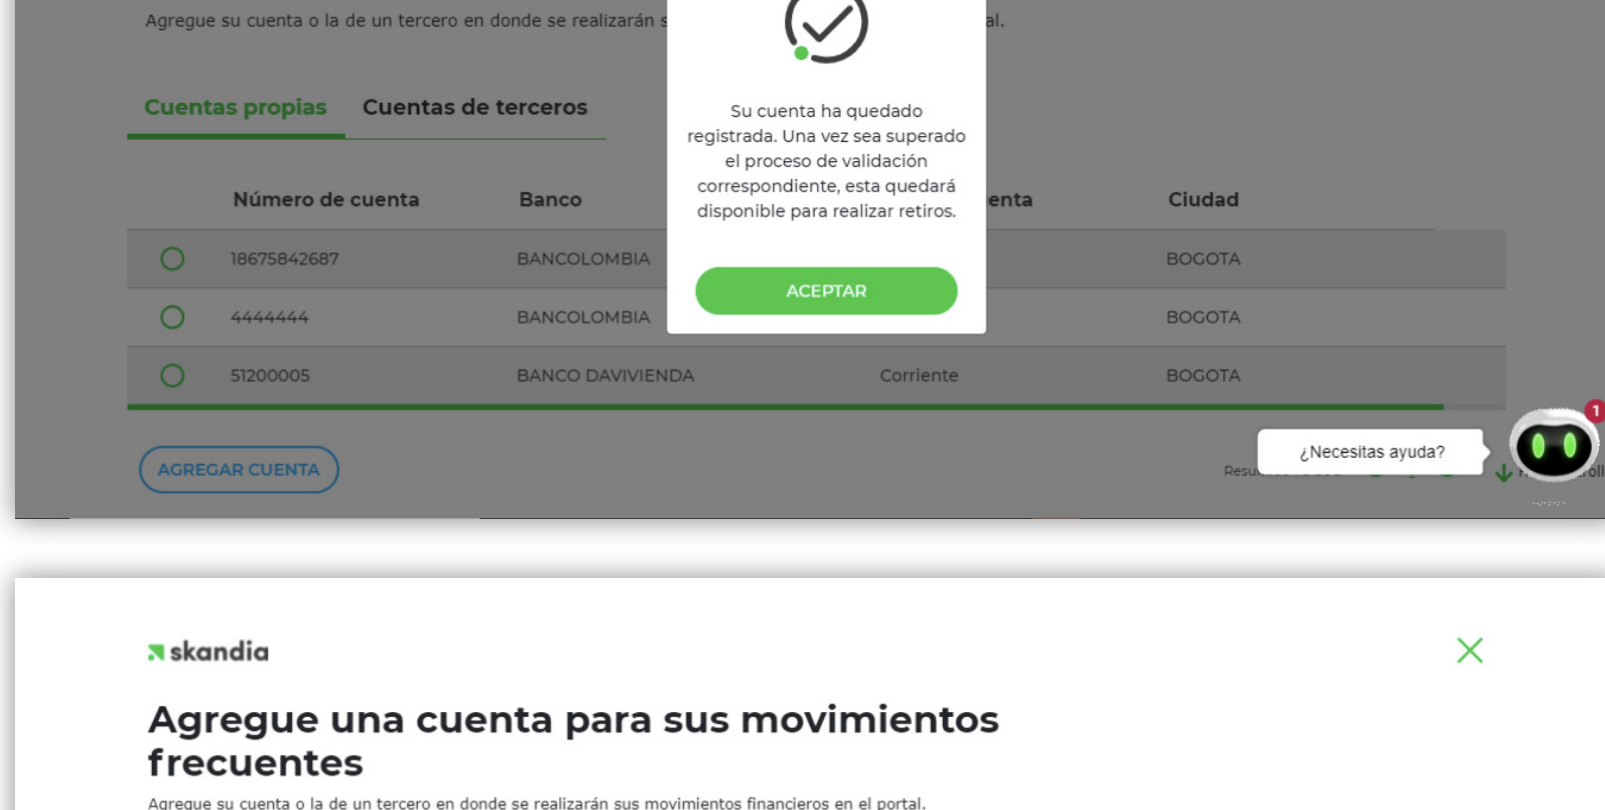 Agregue su cuenta o la de un tercero en donde se realizarán s
al.
Cuentas propias Cuentas de terceros
Su cuenta ha quedado
registrada. Una vez sea superado
el proceso de validación
correspondiente, esta quedará
disponible para realizar retiros.
ACEPTAR
Número de cuenta Banco enta Ciudad
18675842687 BANCOLOMBIA BOGOTA
4444444 BANCOLOMBIA BOGOTA
51200005 BANCO DAVIVIENDA Corriente BOGOTA
AGREGAR CUENTA
¿Necesitas ayuda?
1
skandia
Agregue una cuenta para sus movimientos
frecuentes
Agregue su cuenta o la de un tercero en donde se realizarán sus movimientos financieros en el portal.